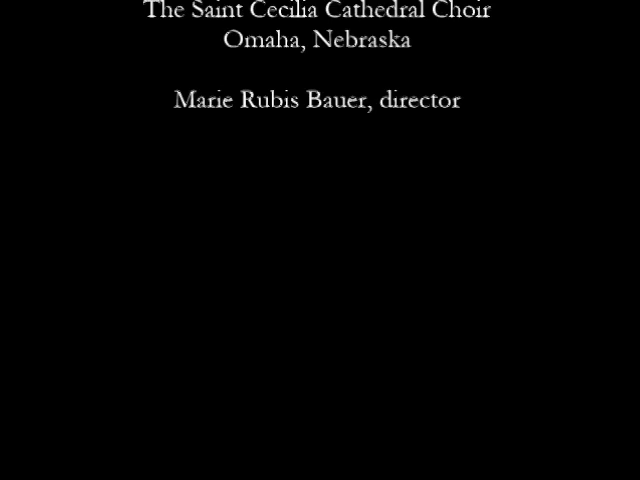 The Saint Cecilia Cathedral Choir
Omaha, Nebraska
Marie Rubis Bauer, director